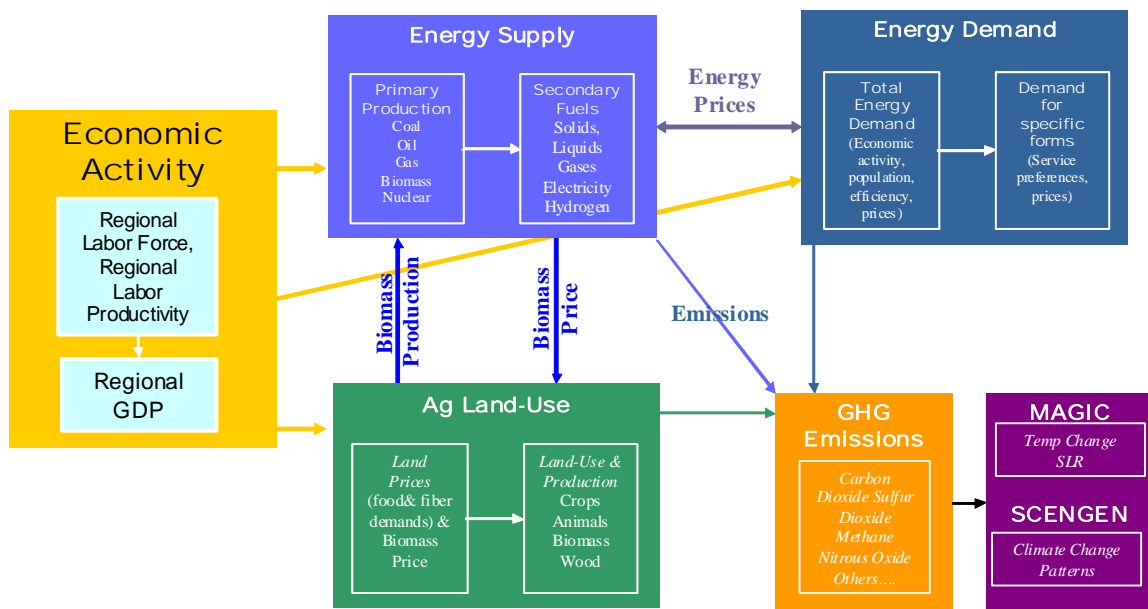 Economic
Activity
Regional
Labor Force,
Regional
Labor
Productivity
Regional
GDP
Energy Supply
Primary
Production
Coal
Oil
Gas
Biomass
Nuclear
Secondary
Fuels
Solids,
Liquids
Gases
Electricity
Hydrogen
Energy
Prices
Energy Demand
Total
Energy
Demand
(Economic
activity,
population,
efficiency,
prices)
Demand
for
specific
forms
(Service
preferences,
prices)
Biomass
Production
Biomass
Price
Emissions
Ag Land-Use
Land
Prices
(food& fiber
demands) &
Biomass
Price
Land-Use &
Production
Crops
Animals
Biomass
Wood
GHG
Emissions
Carbon
Dioxide Sulfur
Dioxide
Methane
Nitrous Oxide
Others....
MAGIC
Temp Change
SLR
SCENGEN
Climate Change
Patterns